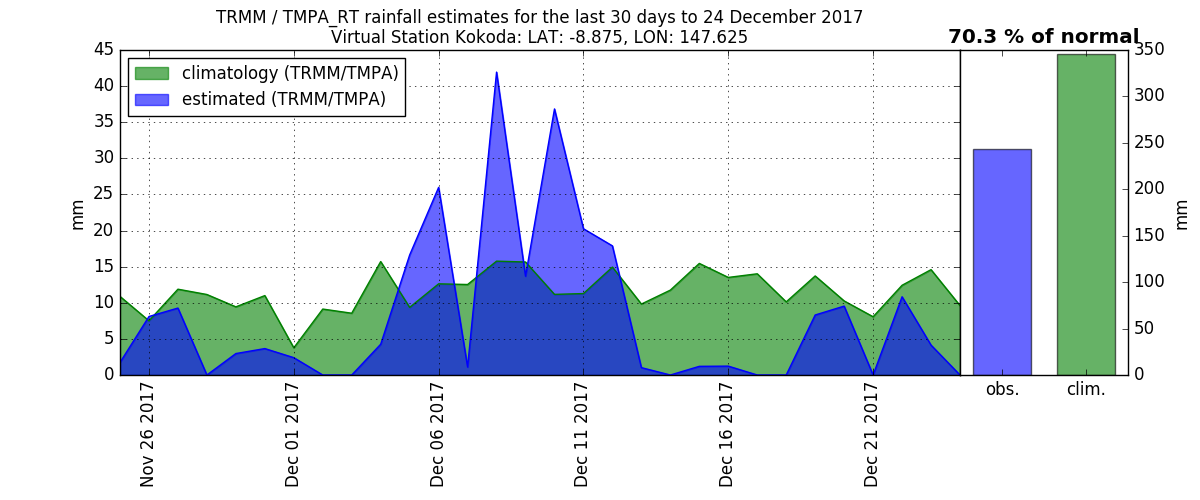 TRMM / TMPA_RT rainfall estimates for the last 30 days to 24 December 2017
Virtual Station Kokoda: LAT: -8.875, LON: 147.625
70.3 % of normal
climatology (TRMM/TMPA)
estimated (TRMM/TMPA)
45
40
35
30
25
20
15
10
5
0
mm
Nov 26 2017
Dec 01 2017
Dec 06 2017
Dec 11 2017
Dec 16 2017
Dec 21 2017
350
300
250
200
150
100
50
0
mm
obs.
clim.